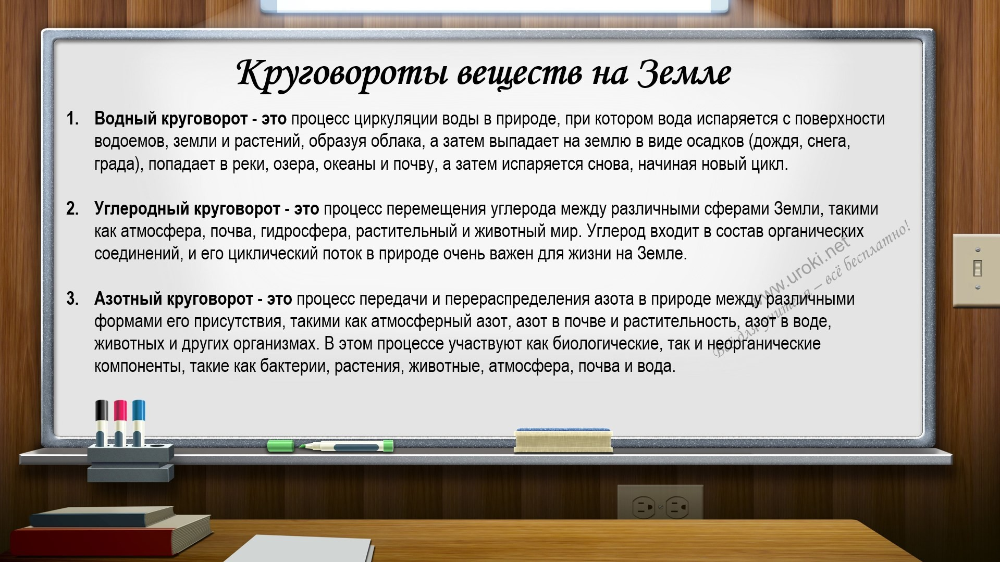 Круговороты веществ на Земле
1. Водный круговорот - это процесс циркуляции воды в природе, при котором вода испаряется с поверхности
водоемов, земли и растений, образуя облака, а затем выпадает на землю в виде осадков (дождя, снега,
града), попадает в реки, озера, океаны и почву, а затем испаряется снова, начиная новый цикл.
2. Углеродный круговорот - это процесс перемещения углерода между различными сферами Земли, такими
как атмосфера, почва, гидросфера, растительный и животный мир. Углерод входит в состав органических
соединений, и его циклический поток в природе очень важен для жизни на Земле.
3. Азотный круговорот - это процесс передачи и перераспределения азота в природе между различными
формами его присутствия, такими как атмосферный азот, азот в почве и растительность, азот в воде,
животных и других организмах. В этом процессе участвуют как биологические, так и неорганические
компоненты, такие как бактерии, растения, животные, атмосфера, почва и вода.
www.uroki.net
Всё для учителя – всё бесплатно!